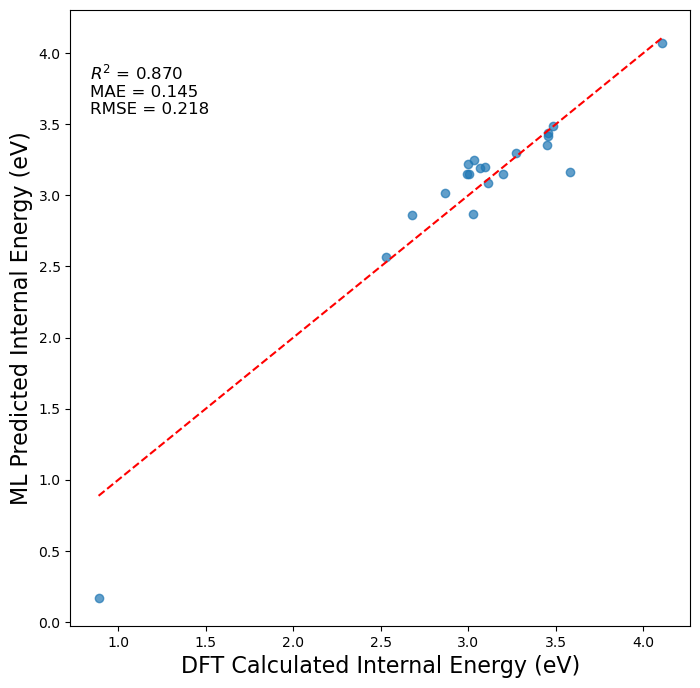 R² = 0.870
MAE = 0.145
RMSE = 0.218
ML Predicted Internal Energy (eV)
4.0
3.5
3.0
2.5
2.0
1.5
1.0
0.5
0.0
1.0 1.5 2.0 2.5 3.0 3.5 4.0
DFT Calculated Internal Energy (eV)